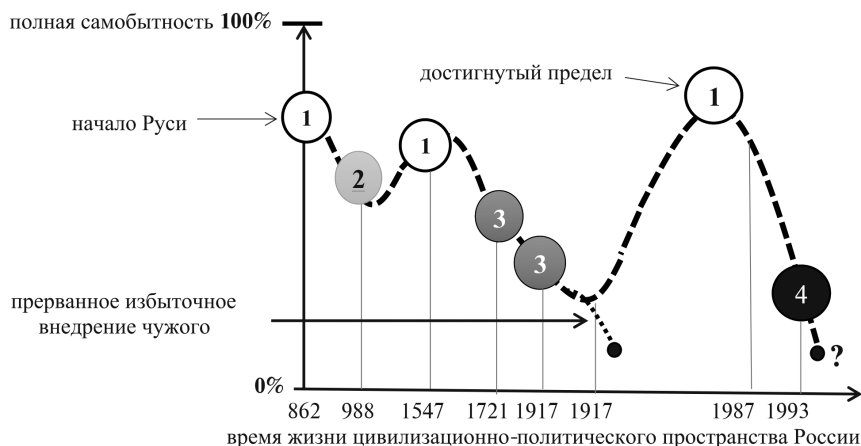 полная самобытность 100%
достигнутый предел
1
1
начало Руси
1
2
3
3
4
прерванное избыточное
внедрение чужого
?
0%
862 988 1547 1721 1917 1917 1987 1993
время жизни цивилизационно-политического пространства России